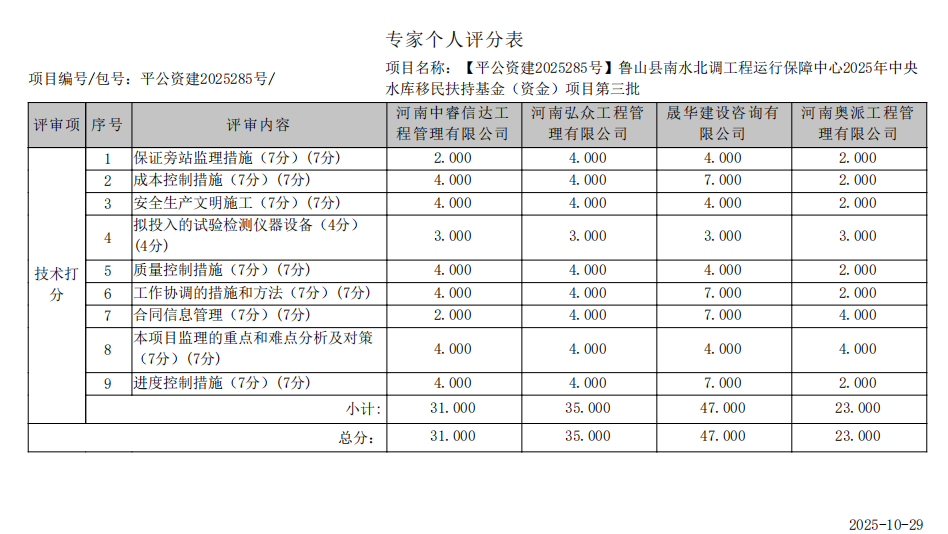 专家个人评分表
项目编号/包号：平公资建2025285号/
项目名称：【平公资建2025285号】鲁山县南水北调工程运行保障中心2025年中央
水库移民扶持基金（资金）项目第三批
评审项 序号 评审内容 河南中睿信达工程管理有限公司 河南弘众工程管理有限公司 晟华建设咨询有限公司 河南奥派工程管理有限公司
技术打分
1 保证旁站监理措施（7分）(7分) 2.000 4.000 4.000 2.000
2 成本控制措施（7分）(7分) 4.000 4.000 7.000 2.000
3 安全生产文明施工（7分）(7分) 4.000 4.000 4.000 2.000
4 拟投入的试验检测仪器设备（4分）(4分) 3.000 3.000 3.000 3.000
5 质量控制措施（7分）(7分) 4.000 4.000 4.000 2.000
6 工作协调的措施和方法（7分）(7分) 4.000 4.000 7.000 2.000
7 合同信息管理（7分）(7分) 2.000 4.000 7.000 4.000
8 本项目监理的重点和难点分析及对策（7分）(7分) 4.000 4.000 4.000 4.000
9 进度控制措施（7分）(7分) 4.000 4.000 7.000 2.000
小计: 31.000 35.000 47.000 23.000
总分： 31.000 35.000 47.000 23.000
2025-10-29